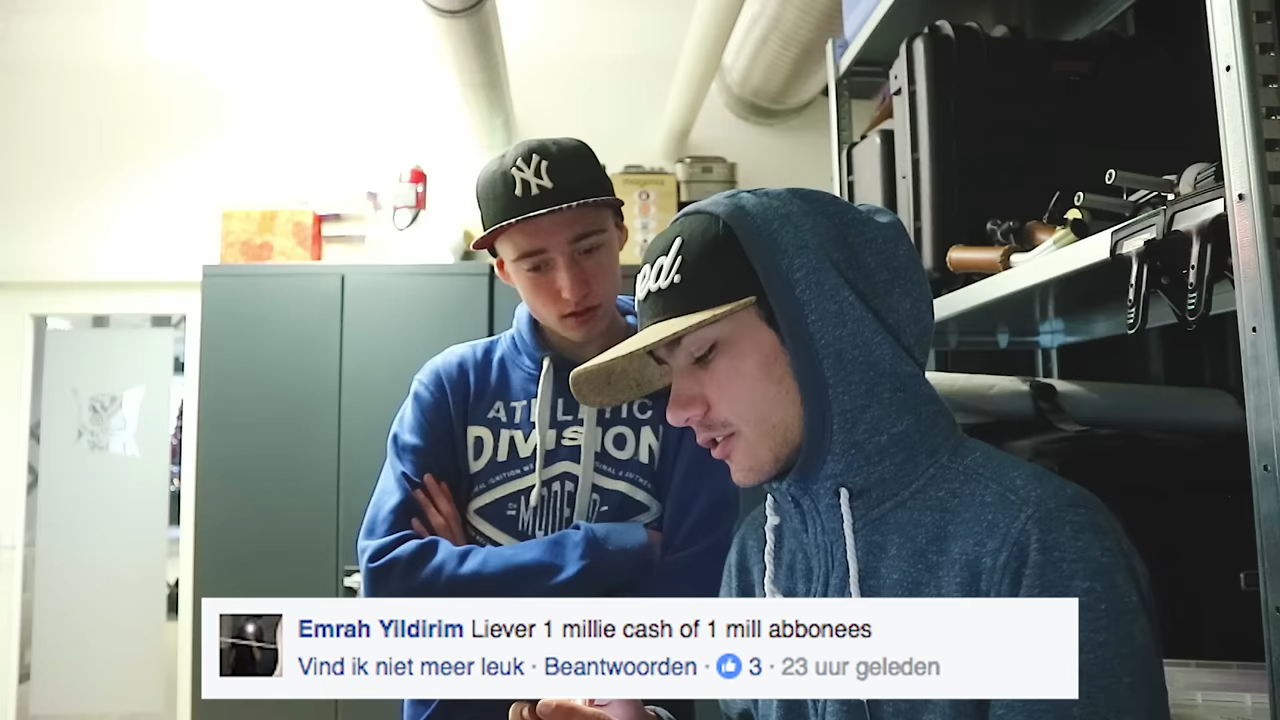 NY
ed.
ATHLETIC
DIVISION
Emrah Yildirim Liever 1 millie cash of 1 mill abbonees
Vind ik niet meer leuk · Beantwoorden · 3 · 23 uur geleden